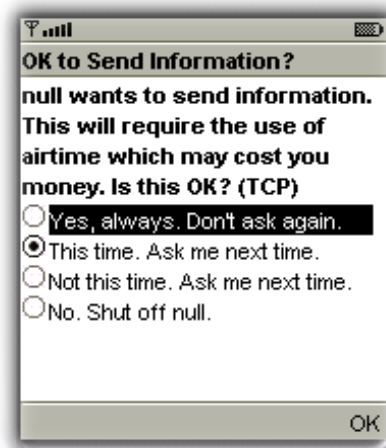 OK to Send Information?
null wants to send information.
This will require the use of
airtime which may cost you
money. Is this OK? (TCP)
Yes, always. Don't ask again.
This time. Ask me next time.
Not this time. Ask me next time.
No. Shut off null.
OK